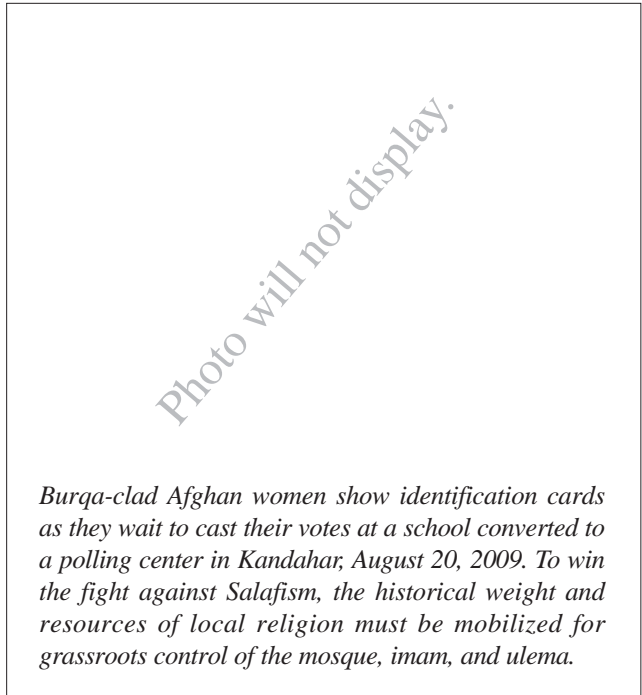 Photo will not display.
Burqa-clad Afghan women show identification cards
as they wait to cast their votes at a school converted to
a polling center in Kandahar, August 20, 2009. To win
the fight against Salafism, the historical weight and
resources of local religion must be mobilized for
grassroots control of the mosque, imam, and ulema.